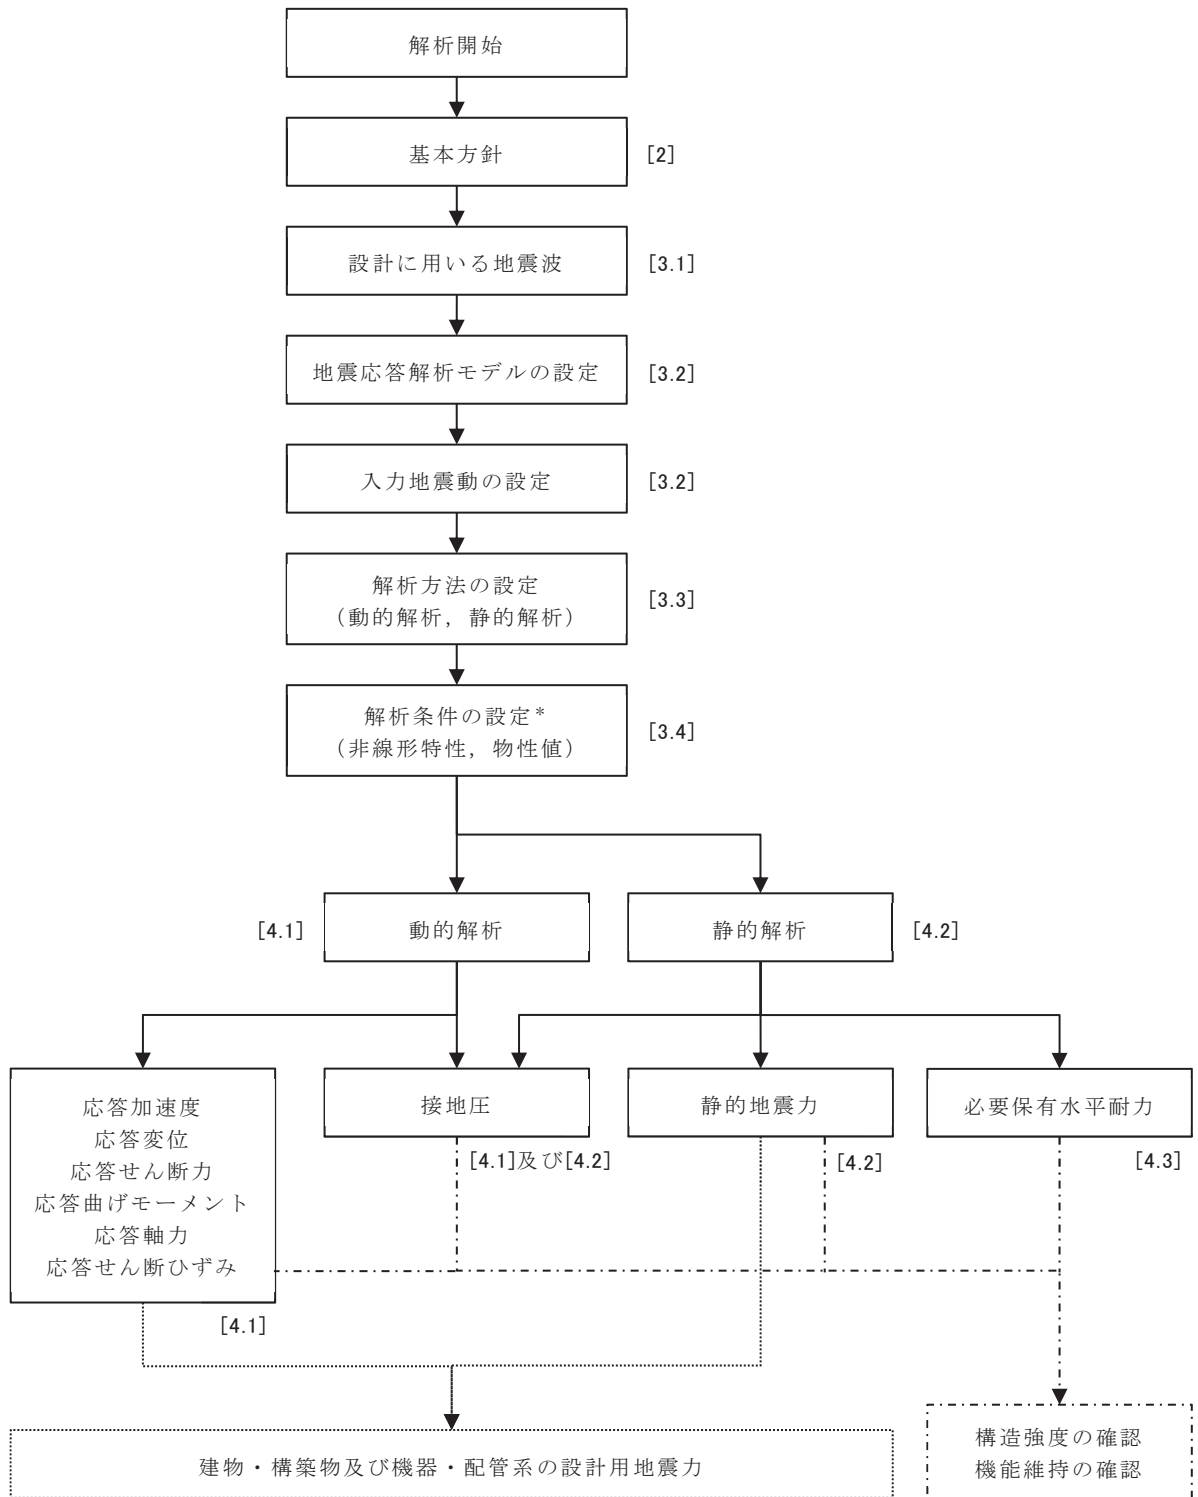 解析開始
基本方針
[2]
設計に用いる地震波
[3.1]
地震応答解析モデルの設定
[3.2]
入力地震動の設定
[3.2]
解析方法の設定
（動的解析，静的解析）
[3.3]
解析条件の設定*
（非線形特性，物性値）
[3.4]
[4.1]
動的解析
静的解析
[4.2]
応答加速度
応答変位
応答せん断力
応答曲げモーメント
応答軸力
応答せん断ひずみ
[4.1]
接地圧
[4.1]及び[4.2]
静的地震力
[4.2]
必要保有水平耐力
[4.3]
建物・構築物及び機器・配管系の設計用地震力
構造強度の確認
機能維持の確認